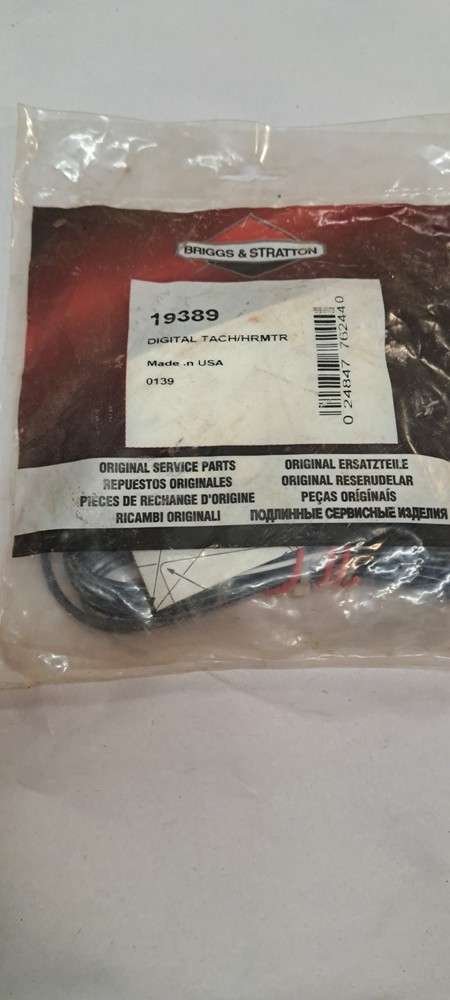 BRIGGS & STRATTON
19389
DIGITAL TACH/HRMTR
Made in USA
0139
0 24847 76244 0
ORIGINAL SERVICE PARTS
REPUESTOS ORIGINALES
PIÈCES DE RECHANGE D'ORIGINE
RICAMBI ORIGINALI
ORIGINAL ERSATZTEILE
ORIGINAL RESERUDELAR
PEÇAS ORÍGÍNAÍS
ПОДЛИННЫЕ СЕРВИСНЫЕ ИЗДЕЛИЯ